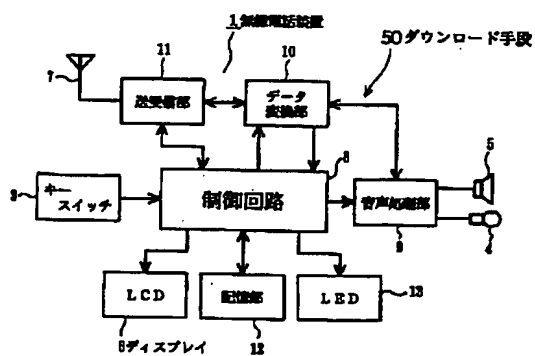 1無線電話装置
50ダウンロード手段
11
10
7
送受信部
データ
変換部
5
3
キー
スイッチ
制御回路
音声処理部
9
4
LCD
記憶部
LED
13
ディスプレイ
12